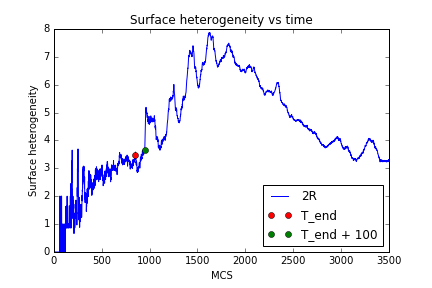 Surface heterogeneity vs time
8
7
6
5
4
3
2
1
0
Surface heterogeneity
0 500 1000 1500 2000 2500 3000 3500
MCS
2R
T_end
T_end + 100